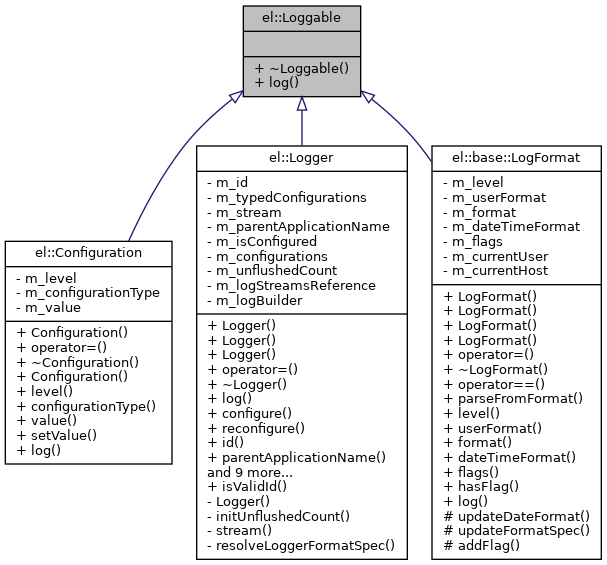 el::Loggable
+ ~Loggable()
+ log()
el::Configuration
- m_level
- m_configurationType
- m_value
+ Configuration()
+ operator=()
+ ~Configuration()
+ Configuration()
+ level()
+ configurationType()
+ value()
+ setValue()
+ log()
el::Logger
- m_id
- m_typedConfigurations
- m_stream
- m_parentApplicationName
- m_isConfigured
- m_configurations
- m_unflushedCount
- m_logStreamsReference
- m_logBuilder
+ Logger()
+ Logger()
+ Logger()
+ operator=()
+ ~Logger()
+ log()
+ configure()
+ reconfigure()
+ id()
+ parentApplicationName()
and 9 more...
+ isValidId()
- Logger()
- initUnflushedCount()
- stream()
- resolveLoggerFormatSpec()
el::base::LogFormat
- m_level
- m_userFormat
- m_format
- m_dateTimeFormat
- m_flags
- m_currentUser
- m_currentHost
+ LogFormat()
+ LogFormat()
+ LogFormat()
+ LogFormat()
+ operator=()
+ ~LogFormat()
+ operator==()
+ parseFromFormat()
+ level()
+ userFormat()
+ format()
+ dateTimeFormat()
+ flags()
+ hasFlag()
+ log()
# updateDateFormat()
# updateFormatSpec()
# addFlag()